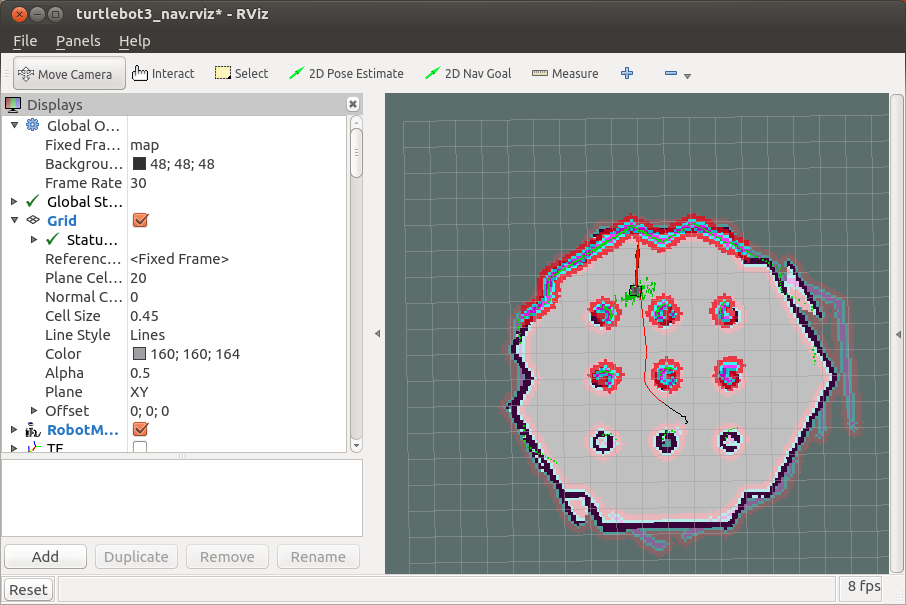 turtlebot3_nav.rviz* - RViz
File Panels Help
Move Camera Interact Select 2D Pose Estimate 2D Nav Goal Measure
Displays
Global O...
Fixed Fra... map
Backgrou... 48; 48; 48
Frame Rate 30
Global St...
Grid
Statu...
Referenc... <Fixed Frame>
Plane Cel... 20
Normal C... 0
Cell Size 0.45
Line Style Lines
Color 160; 160; 164
Alpha 0.5
Plane XY
Offset 0; 0; 0
RobotM...
TF
Add Duplicate Remove Rename
Reset 8 fps